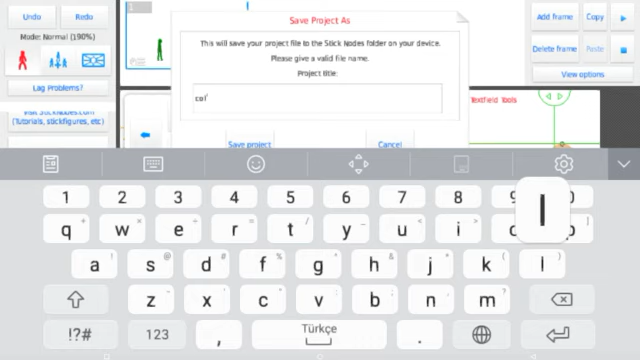 Undo Redo
Mode: Normal (190%)
Lag Problems?
Visit StickNodes.com
(Tutorials, stickfigures, etc)
1
Save Project As
This will save your project file to the Stick Nodes folder on your device.
Please give a valid file name.
Project title:
col
Save project Cancel
Add frame Copy
Delete frame Paste
View options
Textfield Tools
1 2 3 4 5 6 7 8 9 0
q w e r t y u i o p
l
a s d f g h j k l
z x c v b n m
!?# 123 , Türkçe .